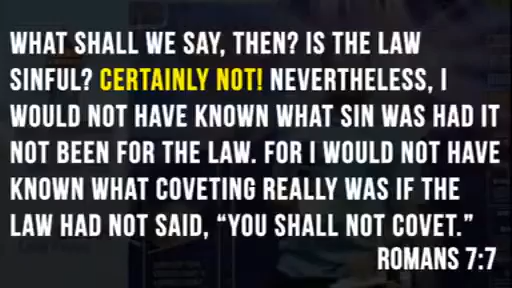 WHAT SHALL WE SAY, THEN? IS THE LAW
SINFUL? CERTAINLY NOT! NEVERTHELESS, I
WOULD NOT HAVE KNOWN WHAT SIN WAS HAD IT
NOT BEEN FOR THE LAW. FOR I WOULD NOT HAVE
KNOWN WHAT COVETING REALLY WAS IF THE
LAW HAD NOT SAID, “YOU SHALL NOT COVET.”
ROMANS 7:7